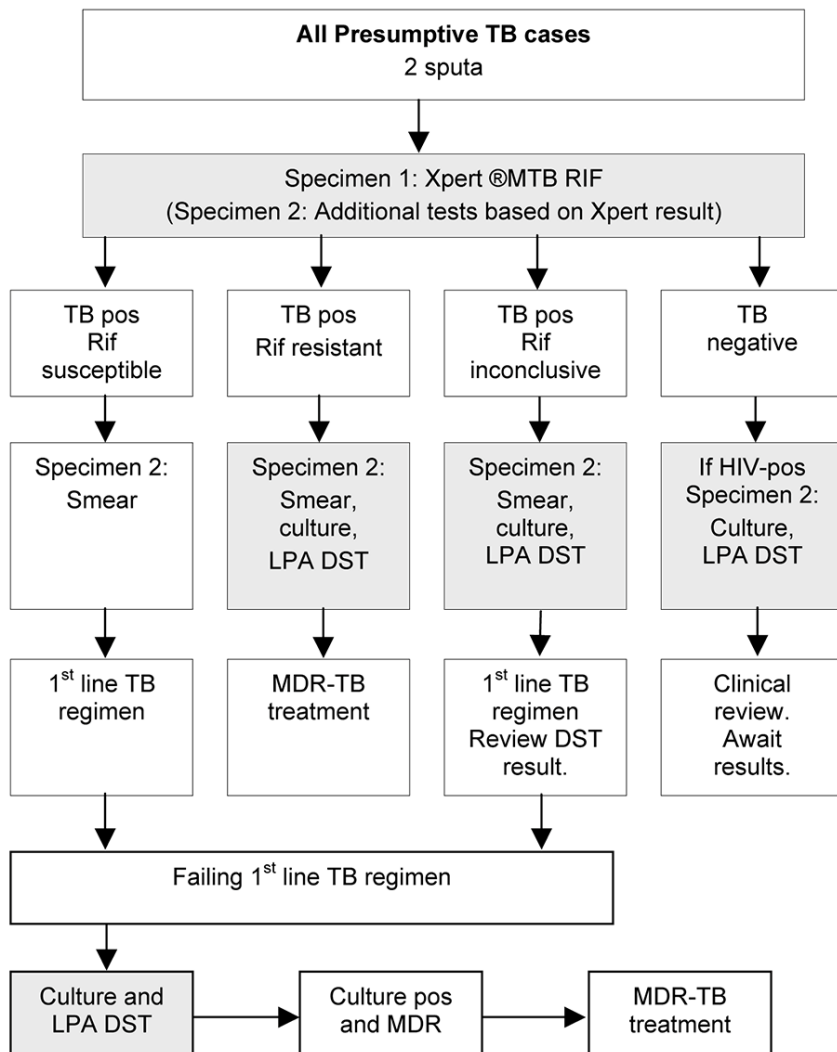 All Presumptive TB cases
2 sputa
Specimen 1: Xpert ®MTB RIF
(Specimen 2: Additional tests based on Xpert result)
TB pos
Rif
susceptible
TB pos
Rif resistant
TB pos
Rif
inconclusive
TB
negative
Specimen 2:
Smear
Specimen 2:
Smear,
culture,
LPA DST
Specimen 2:
Smear,
culture,
LPA DST
If HIV-pos
Specimen 2:
Culture,
LPA DST
1st line TB
regimen
MDR-TB
treatment
1st line TB
regimen
Review DST
result.
Clinical
review.
Await
results.
Failing 1st line TB regimen
Culture and
LPA DST
Culture pos
and MDR
MDR-TB
treatment